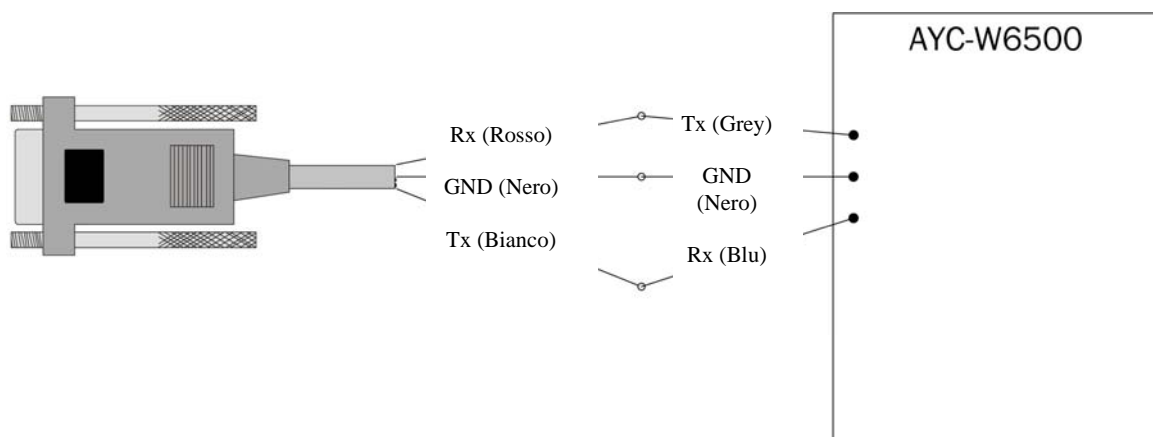 AYC-W6500
Rx (Rosso)
Tx (Grey)
GND (Nero)
GND
(Nero)
Tx (Bianco)
Rx (Blu)